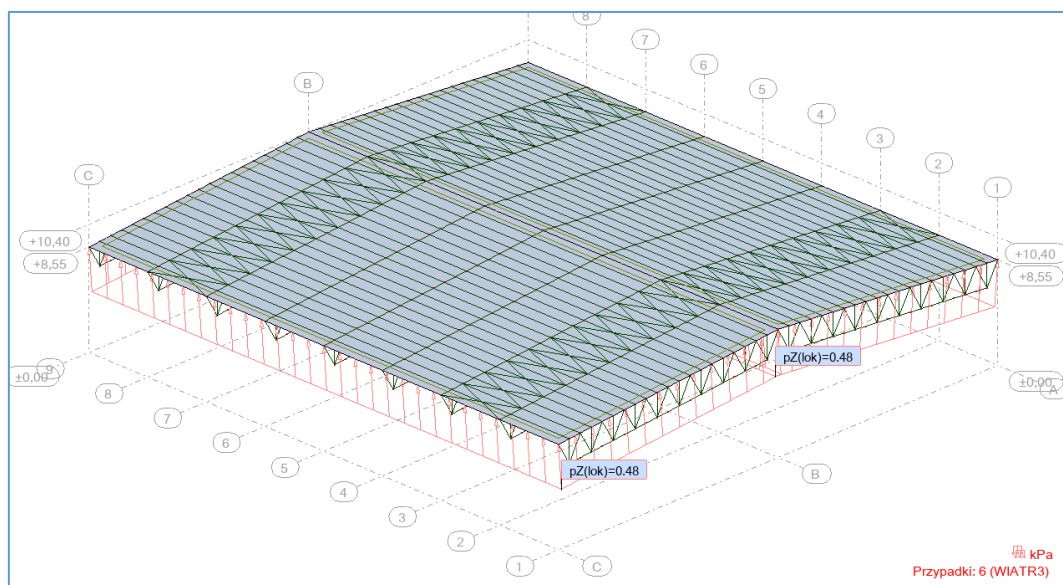 8
7
6
5
4
3
2
1
B
C
+10,40
+8,55
+10,40
+8,55
pZ(lok)=0.48
±0,00
A
±0,00
9
8
7
6
5
4
3
2
1
B
C
pZ(lok)=0.48
kPa
Przypadki: 6 (WIATR3)